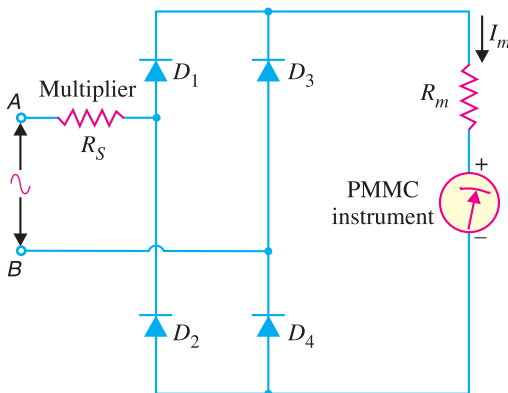 I_m
D_1
D_3
Multiplier
A
R_S
R_m
+
PMMC
instrument
−
B
D_2
D_4